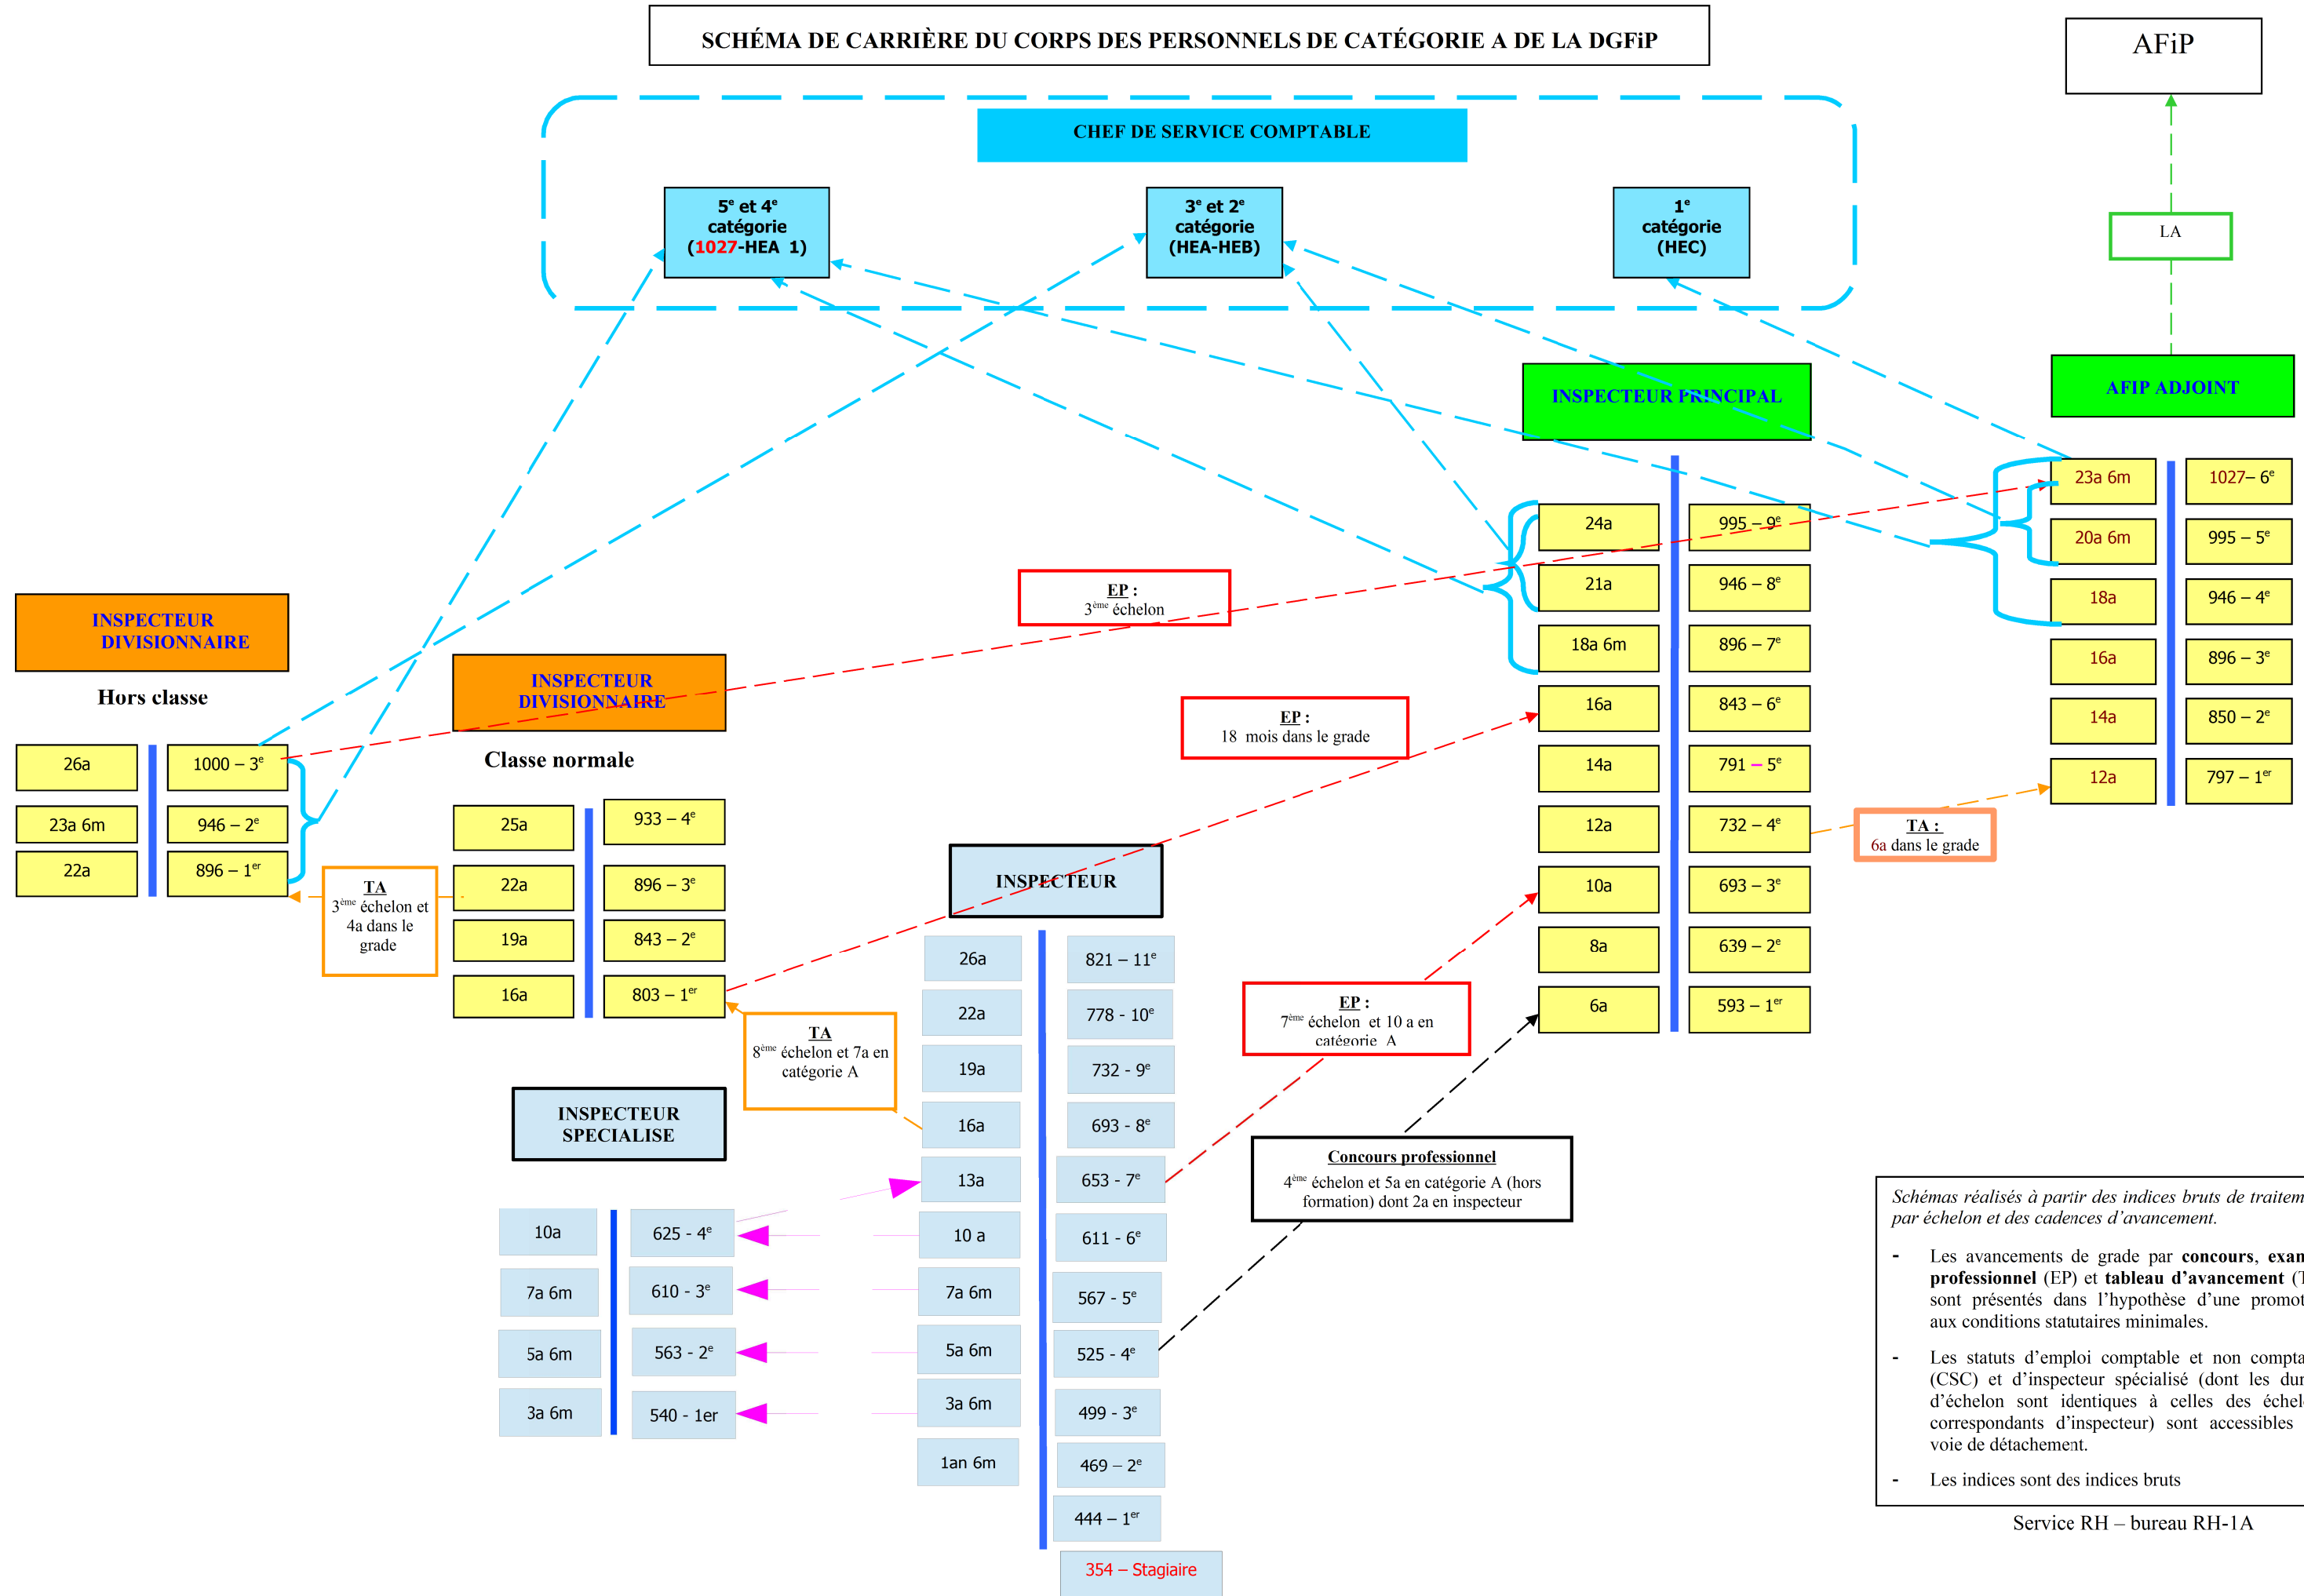 SCHÉMA DE CARRIÈRE DU CORPS DES PERSONNELS DE CATÉGORIE A DE LA DGFiP
AFiP
CHEF DE SERVICE COMPTABLE
5e et 4e
catégorie
(1027-HEA 1)
3e et 2e
catégorie
(HEA-HEB)
1e
catégorie
(HEC)
LA
INSPECTEUR PRINCIPAL
AFIP ADJOINT
23a 6m
1027– 6e
20a 6m
995 – 5e
18a
946 – 4e
16a
896 – 3e
14a
850 – 2e
12a
797 – 1er
24a
995 – 9e
21a
946 – 8e
18a 6m
896 – 7e
16a
843 – 6e
14a
791 – 5e
12a
732 – 4e
10a
693 – 3e
8a
639 – 2e
6a
593 – 1er
TA :
6a dans le grade
EP :
3ème échelon
EP :
18 mois dans le grade
INSPECTEUR
DIVISIONNAIRE
Hors classe
26a
1000 – 3e
23a 6m
946 – 2e
22a
896 – 1er
TA
3ème échelon et
4a dans le
grade
INSPECTEUR
DIVISIONNAIRE
Classe normale
25a
933 – 4e
22a
896 – 3e
19a
843 – 2e
16a
803 – 1er
TA
8ème échelon et 7a en
catégorie A
INSPECTEUR
26a
821 – 11e
22a
778 - 10e
19a
732 - 9e
16a
693 - 8e
13a
653 - 7e
10 a
611 - 6e
7a 6m
567 - 5e
5a 6m
525 - 4e
3a 6m
499 - 3e
1an 6m
469 – 2e
444 – 1er
354 – Stagiaire
EP :
7ème échelon et 10 a en
catégorie A
Concours professionnel
4ème échelon et 5a en catégorie A (hors
formation) dont 2a en inspecteur
INSPECTEUR
SPECIALISE
10a
625 - 4e
7a 6m
610 - 3e
5a 6m
563 - 2e
3a 6m
540 - 1er
Schémas réalisés à partir des indices bruts de traitem
par échelon et des cadences d’avancement.
- Les avancements de grade par concours, exan
professionnel (EP) et tableau d’avancement (T
sont présentés dans l’hypothèse d’une promot
aux conditions statutaires minimales.
- Les statuts d’emploi comptable et non compta
(CSC) et d’inspecteur spécialisé (dont les dur
d’échelon sont identiques à celles des échel
correspondants d’inspecteur) sont accessibles
voie de détachement.
- Les indices sont des indices bruts
Service RH – bureau RH-1A